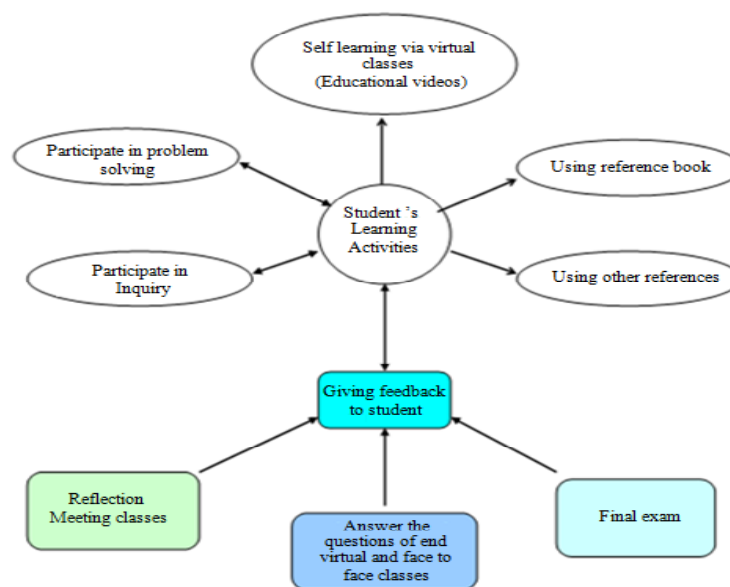 Self learning via virtual
classes
(Educational videos)
Participate in problem
solving
Using reference book
Student ’s
Learning
Activities
Participate in
Inquiry
Using other references
Giving feedback
to student
Reflection
Meeting classes
Answer the
questions of end
virtual and face to
face classes
Final exam